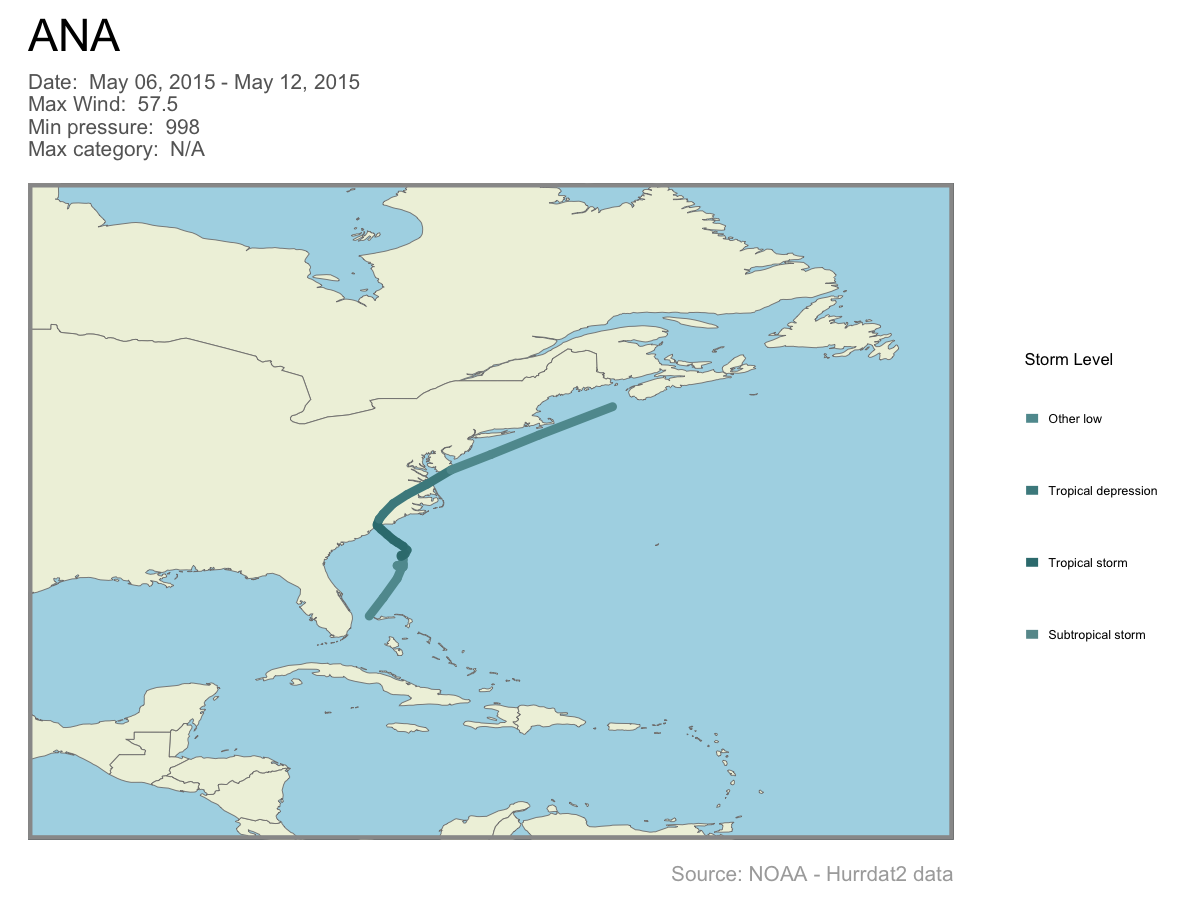 ANA
Date:  May 06, 2015 - May 12, 2015
Max Wind:  57.5
Min pressure:  998
Max category:  N/A
Storm Level
Other low
Tropical depression
Tropical storm
Subtropical storm
Source: NOAA - Hurrdat2 data